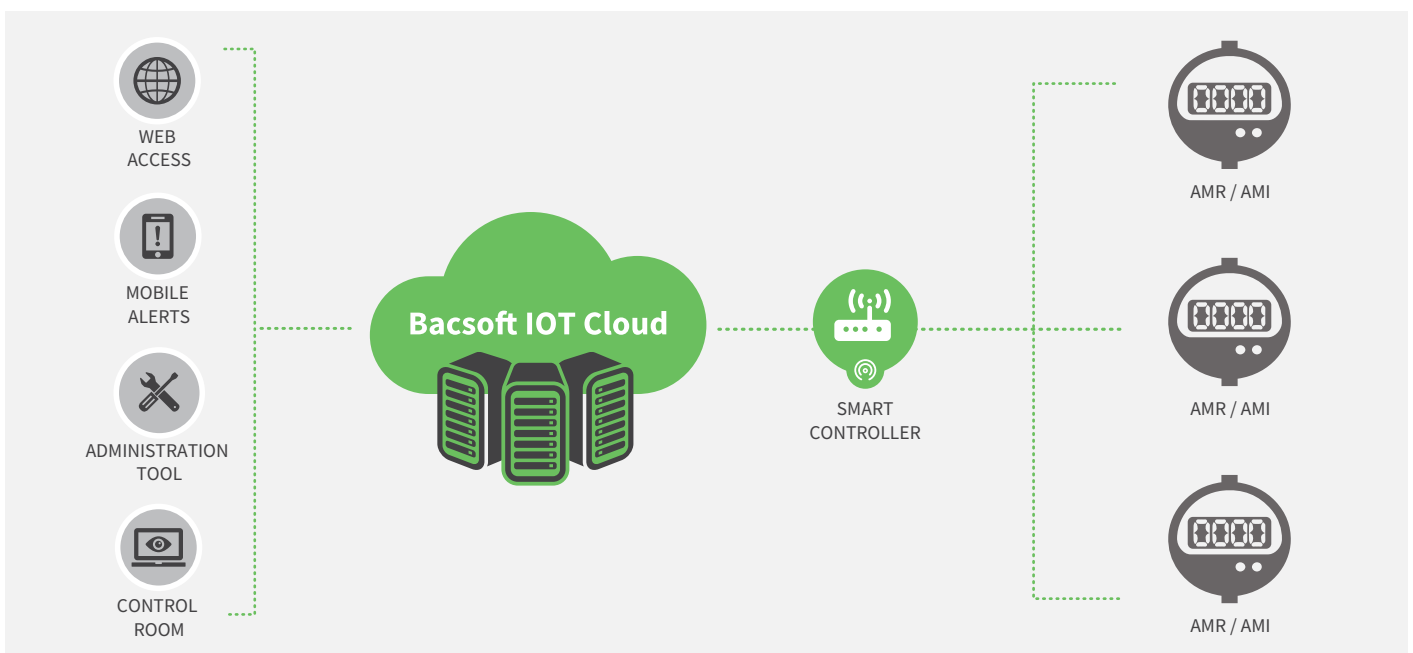 WEB
ACCESS
MOBILE
ALERTS
ADMINISTRATION
TOOL
CONTROL
ROOM
Bacsoft IOT Cloud
SMART
CONTROLLER
AMR / AMI
AMR / AMI
AMR / AMI